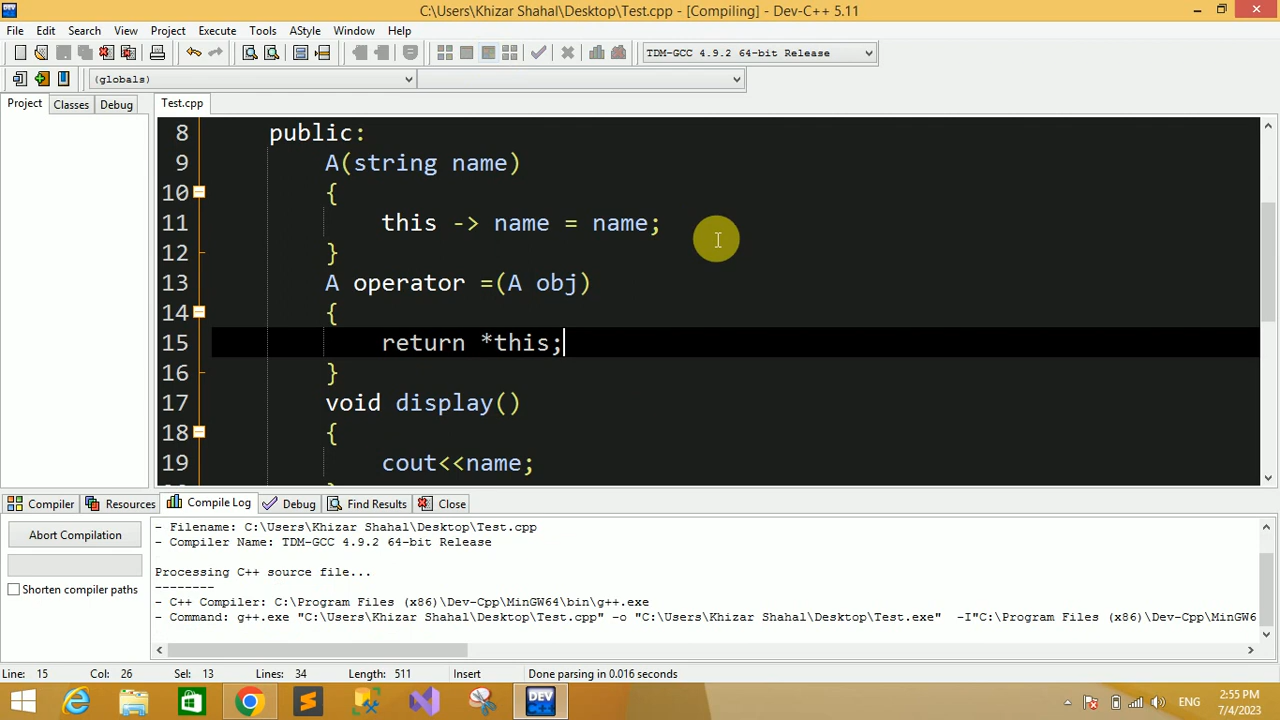 C:\Users\Khizar Shahal\Desktop\Test.cpp - [Compiling] - Dev-C++ 5.11
File Edit Search View Project Execute Tools AStyle Window Help
TDM-GCC 4.9.2 64-bit Release
(globals)
Project Classes Debug Test.cpp
8 public:
9 A(string name)
10 {
11 this -> name = name;
12 }
13 A operator =(A obj)
14 {
15 return *this;
16 }
17 void display()
18 {
19 cout<<name;
Compiler Resources Compile Log Debug Find Results Close
Abort Compilation
Shorten compiler paths
- Filename: C:\Users\Khizar Shahal\Desktop\Test.cpp
- Compiler Name: TDM-GCC 4.9.2 64-bit Release
Processing C++ source file...
--------
- C++ Compiler: C:\Program Files (x86)\Dev-Cpp\MinGW64\bin\g++.exe
- Command: g++.exe "C:\Users\Khizar Shahal\Desktop\Test.cpp" -o "C:\Users\Khizar Shahal\Desktop\Test.exe" -I"C:\Program Files (x86)\Dev-Cpp\MinGW6
Line: 15 Col: 26 Sel: 13 Lines: 34 Length: 511 Insert Done parsing in 0.016 seconds
DEV
ENG
2:55 PM
7/4/2023